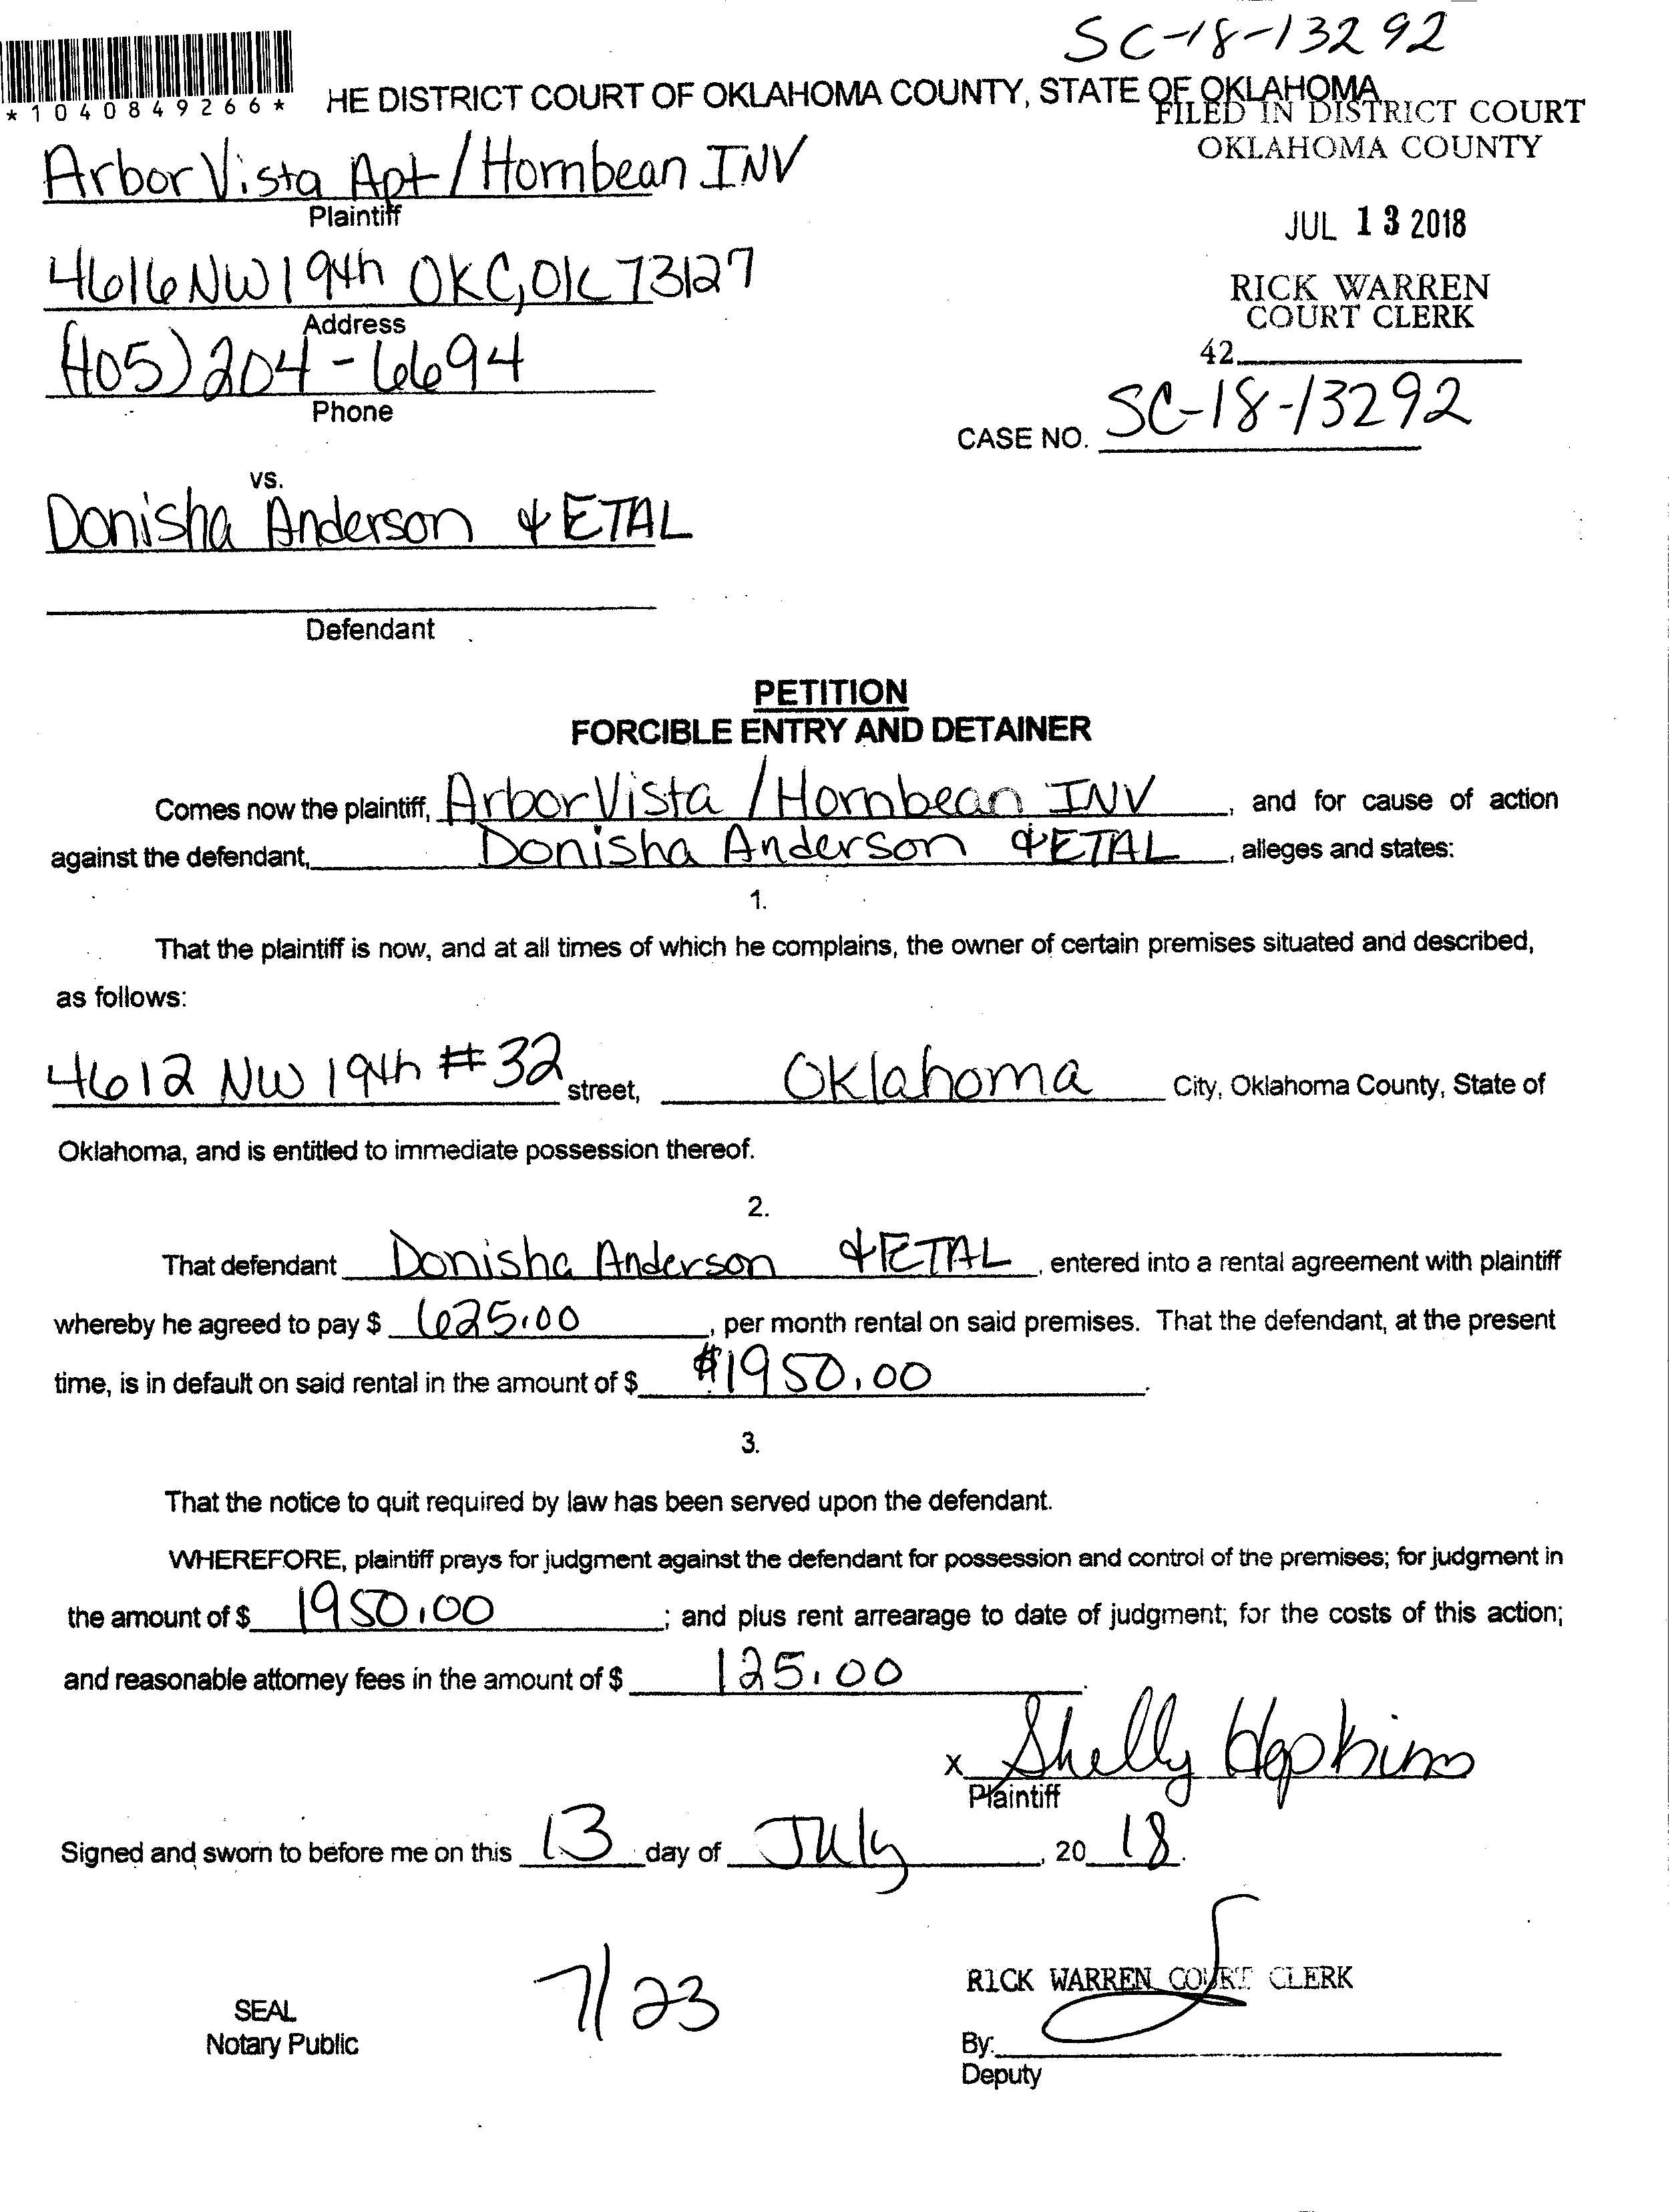 SC-18-13292
*1040849266*
HE DISTRICT COURT OF OKLAHOMA COUNTY, STATE OF OKLAHOMA
FILED IN DISTRICT COURT
OKLAHOMA COUNTY
Arbor Vista Apt/Hornbean INV
Plaintiff
JUL 13 2018
4616 NW 19th OKC, OK 73127
Address
RICK WARREN
COURT CLERK
(405) 204-6694
Phone
42
CASE NO. SC-18-13292
vs.
Donisha Anderson & ETAL
Defendant
PETITION
FORCIBLE ENTRY AND DETAINER
Comes now the plaintiff, Arbor Vista / Hornbean INV, and for cause of action
against the defendant, Donisha Anderson & ETAL, alleges and states:
1.
That the plaintiff is now, and at all times of which he complains, the owner of certain premises situated and described,
as follows:
4612 NW 19th #32 street, Oklahoma City, Oklahoma County, State of
Oklahoma, and is entitled to immediate possession thereof.
2.
That defendant Donisha Anderson & ETAL, entered into a rental agreement with plaintiff
whereby he agreed to pay $ 625.00, per month rental on said premises. That the defendant, at the present
time, is in default on said rental in the amount of $ $1950.00.
3.
That the notice to quit required by law has been served upon the defendant.
WHEREFORE, plaintiff prays for judgment against the defendant for possession and control of the premises; for judgment in
the amount of $ 1950.00; and plus rent arrearage to date of judgment; for the costs of this action;
and reasonable attorney fees in the amount of $ 125.00.
x Shelly Hopkins
Plaintiff
Signed and sworn to before me on this 13 day of July, 20 18.
7/23
RICK WARREN COURT CLERK
SEAL
Notary Public
By:
Deputy